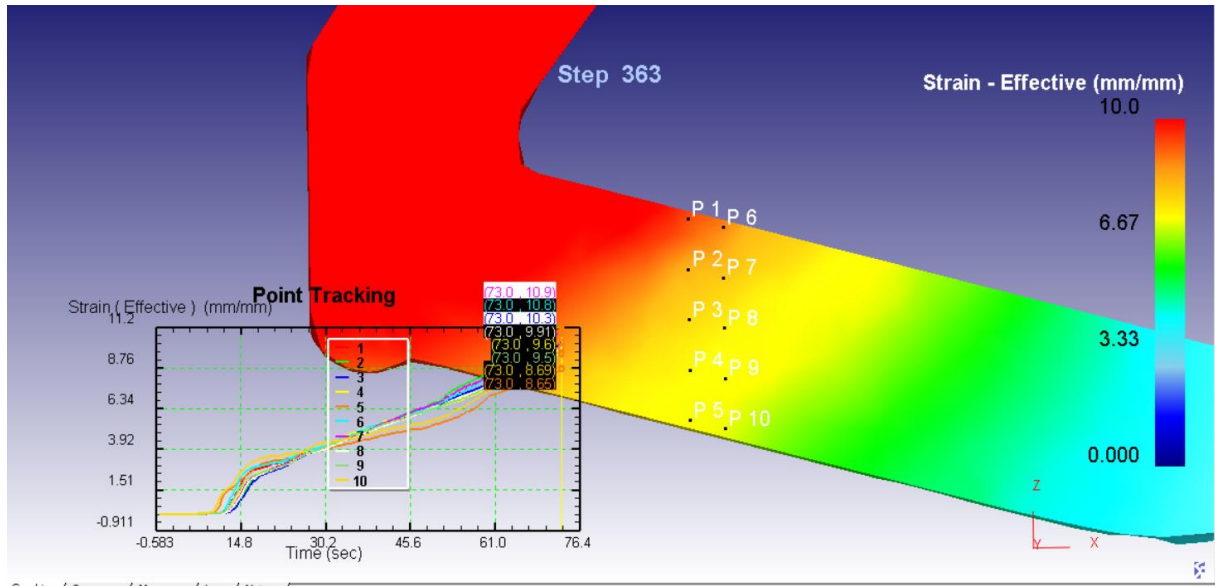 Step 363
Strain - Effective (mm/mm)
10.0
6.67
3.33
0.000
P 1
P 6
P 2
P 7
P 3
P 8
P 4
P 9
P 5
P 10
Point Tracking
Strain ( Effective ) (mm/mm)
11.2
8.76
6.34
3.92
1.51
-0.911
-0.583
14.8
30.2
45.6
61.0
76.4
Time (sec)
1
2
3
4
5
6
7
8
9
10
(73.0 , 10.9)
(73.0 , 10.8)
(73.0 , 10.3)
(73.0 , 9.91)
(73.0 , 9.6)
(73.0 , 9.5)
(73.0 , 8.69)
(73.0 , 8.65)
Z
Y
X